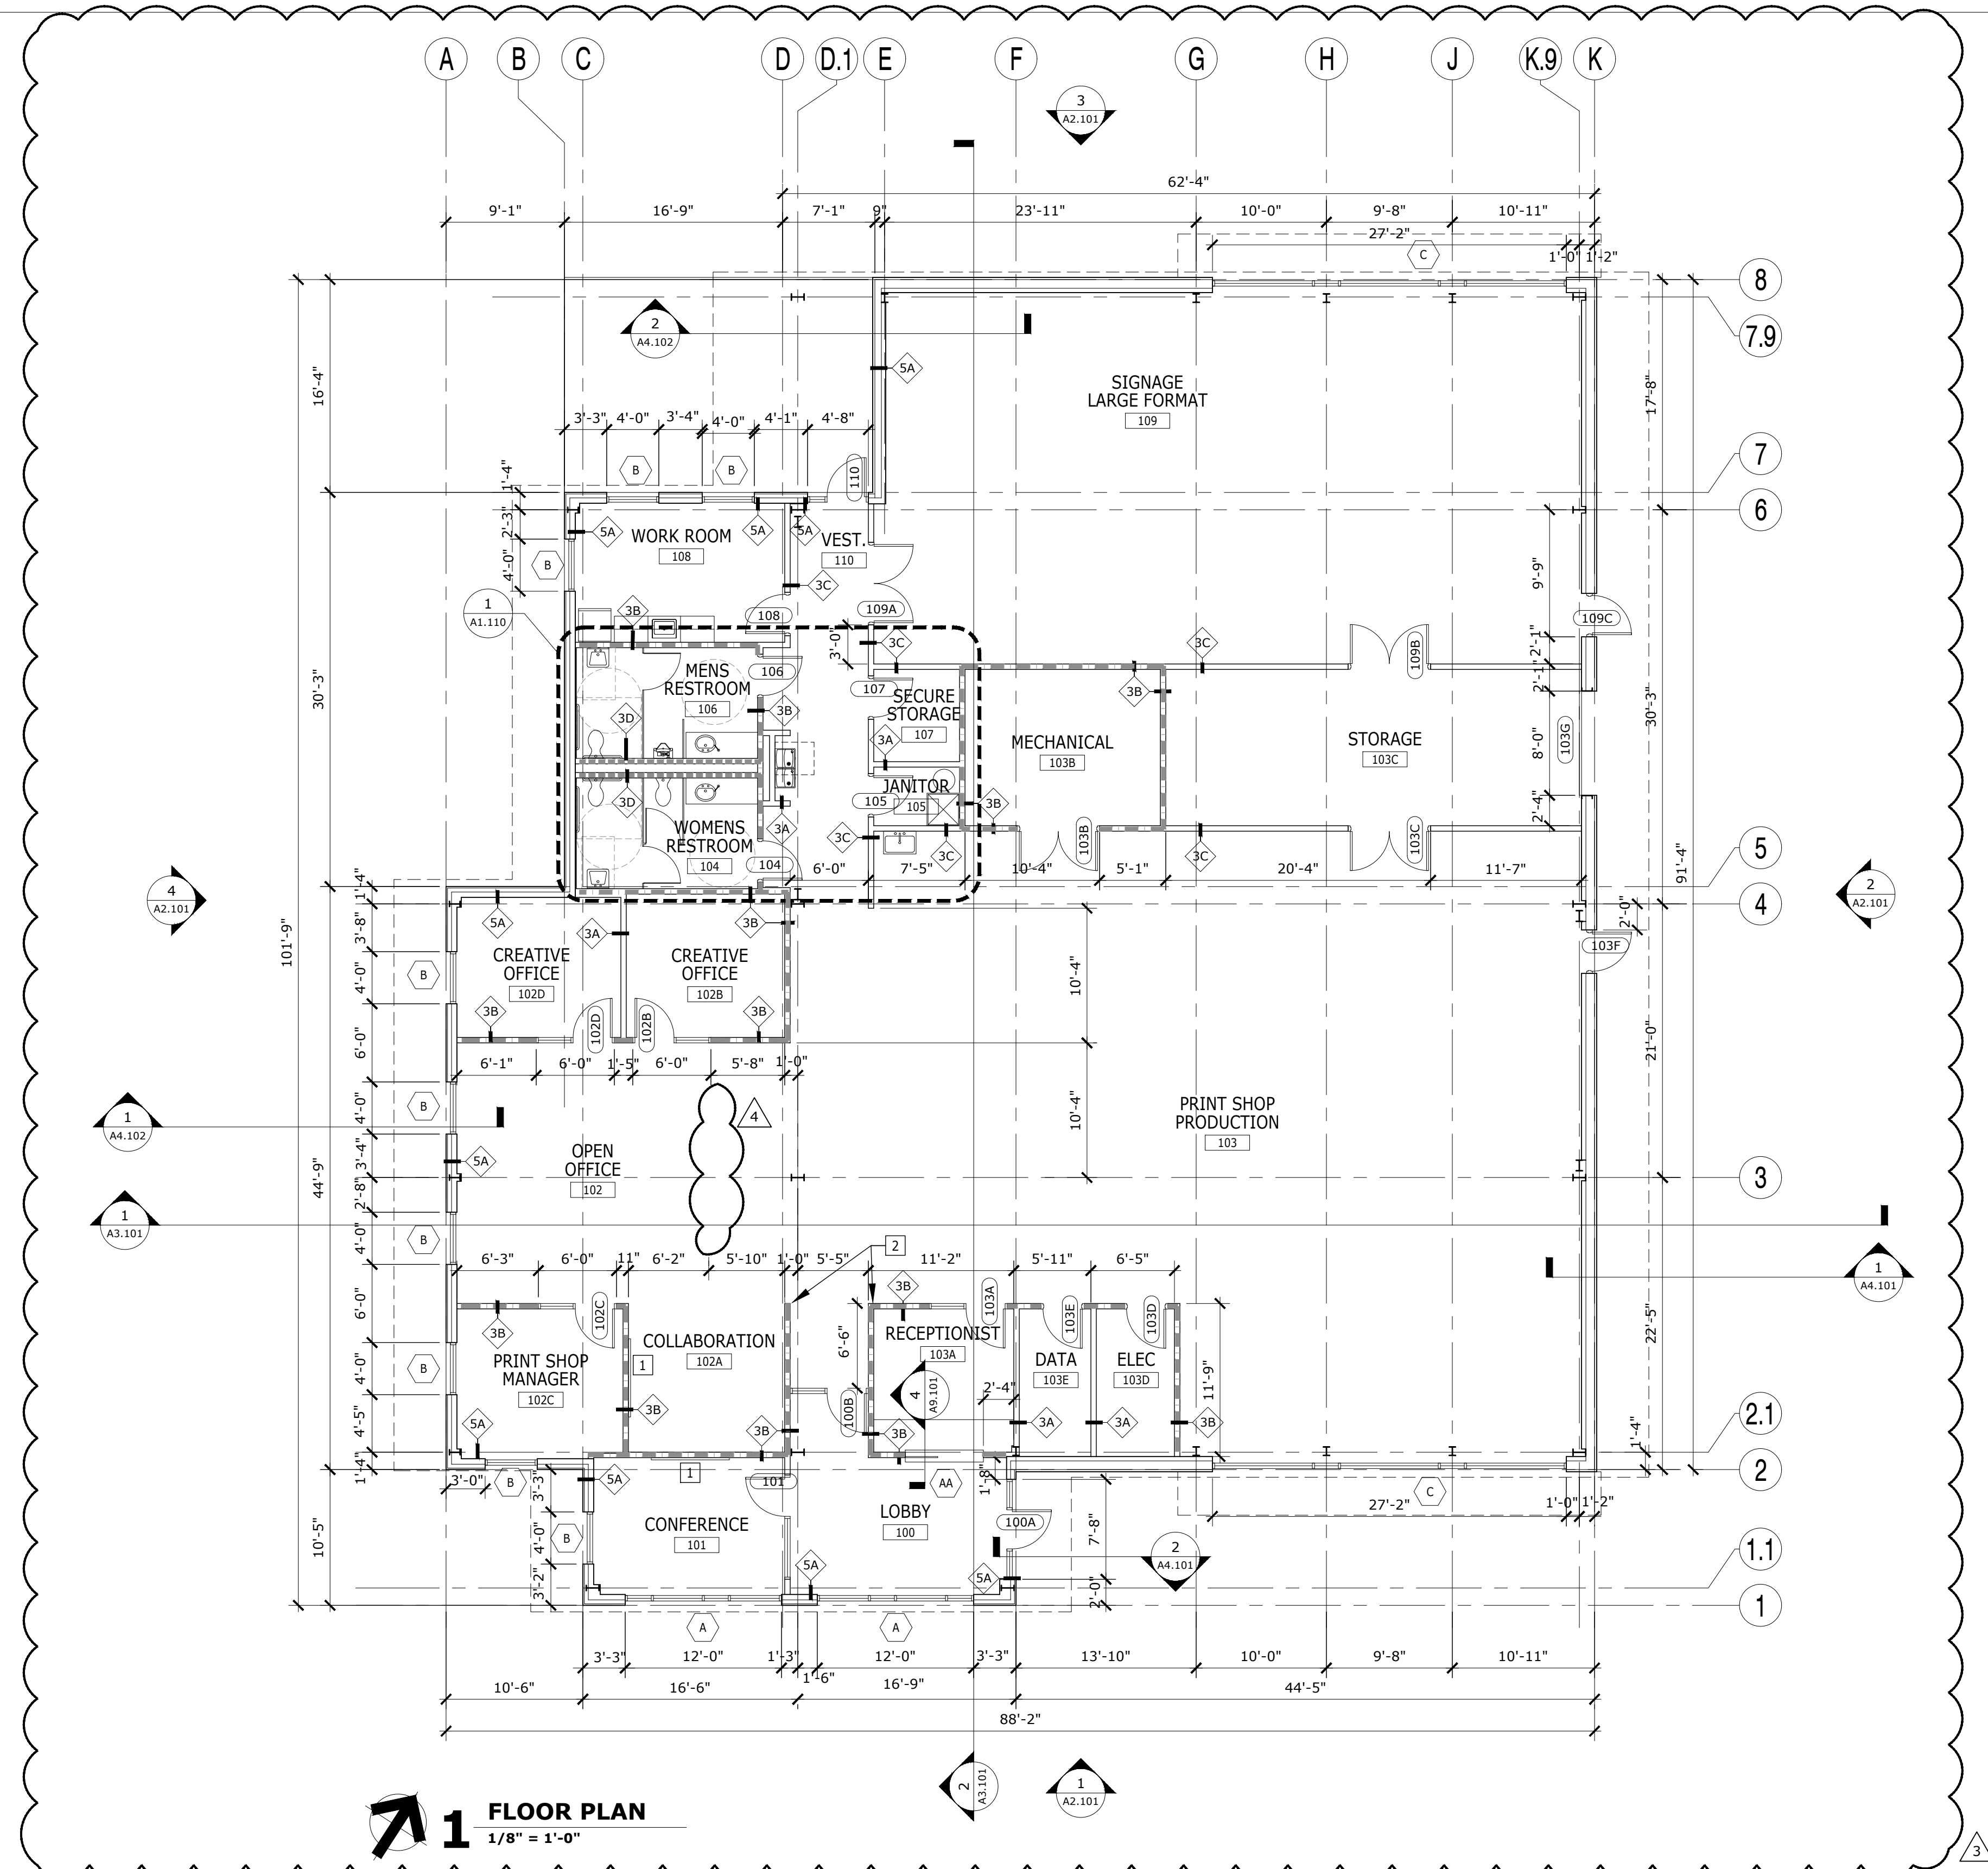 A
B
C
D
D.1
E
F
G
H
J
K.9
K
3
A2.101
62'-4"
9'-1"
16'-9"
7'-1"
9"
23'-11"
10'-0"
9'-8"
10'-11"
27'-2"
C
1'-0"
1'-2"
8
7.9
2
A4.102
16'-4"
5A
SIGNAGE
LARGE FORMAT
109
17'-8"
3'-3"
4'-0"
3'-4"
4'-0"
4'-1"
4'-8"
7
B
B
110
1'-4"
6
2'-3"
5A
WORK ROOM
108
5A
5A
VEST.
110
4'-0"
B
3C
9'-9"
1
A1.110
3B
108
109A
109C
3'-0"
3C
3C
109B
2'-1"
2'-1"
30'-3"
MENS
RESTROOM
106
106
107
SECURE
STORAGE
107
3B
30'-3"
3D
3B
3A
MECHANICAL
103B
STORAGE
103C
103G
8'-0"
JANITOR
105
105
3B
3D
3A
3C
2'-4"
WOMENS
RESTROOM
104
104
3C
103B
3C
103C
5
4
A2.101
6'-0"
7'-5"
10'-4"
5'-1"
20'-4"
11'-7"
91'-4"
2
A2.101
1'-4"
4
3'-8"
5A
3A
3B
2'-0"
103F
101'-9"
CREATIVE
OFFICE
102D
CREATIVE
OFFICE
102B
B
4'-0"
10'-4"
3B
102D
102B
3B
6'-0"
21'-0"
6'-1"
6'-0"
1'-5"
6'-0"
5'-8"
1'-0"
1
A4.102
B
4'-0"
4
10'-4"
PRINT SHOP
PRODUCTION
103
3'-4"
5A
OPEN
OFFICE
102
44'-9"
2'-8"
3
1
A3.101
B
4'-0"
2
6'-3"
6'-0"
11"
6'-2"
5'-10"
1'-0"
5'-5"
11'-2"
5'-11"
6'-5"
1
A4.101
6'-0"
3B
102C
3B
103A
103E
103D
22'-5"
COLLABORATION
102A
RECEPTIONIST
103A
6'-6"
PRINT SHOP
MANAGER
102C
1
DATA
103E
ELEC
103D
B
4'-0"
4
A9.101
2'-4"
11'-9"
3B
100B
4'-5"
5A
3B
3B
3A
3A
3B
2.1
1'-4"
1'-4"
2
3'-0"
B
5A
1
101
AA
1'-8"
C
3'-3"
27'-2"
1'-0"
1'-2"
CONFERENCE
101
LOBBY
100
100A
10'-5"
B
4'-0"
7'-8"
2
A4.101
1.1
3'-2"
5A
5A
2'-0"
1
A
A
3'-3"
12'-0"
1'-3"
1'-6"
12'-0"
3'-3"
13'-10"
10'-0"
9'-8"
10'-11"
10'-6"
16'-6"
16'-9"
44'-5"
88'-2"
2
A3.101
1
A2.101
1
FLOOR PLAN
1/8" = 1'-0"
3